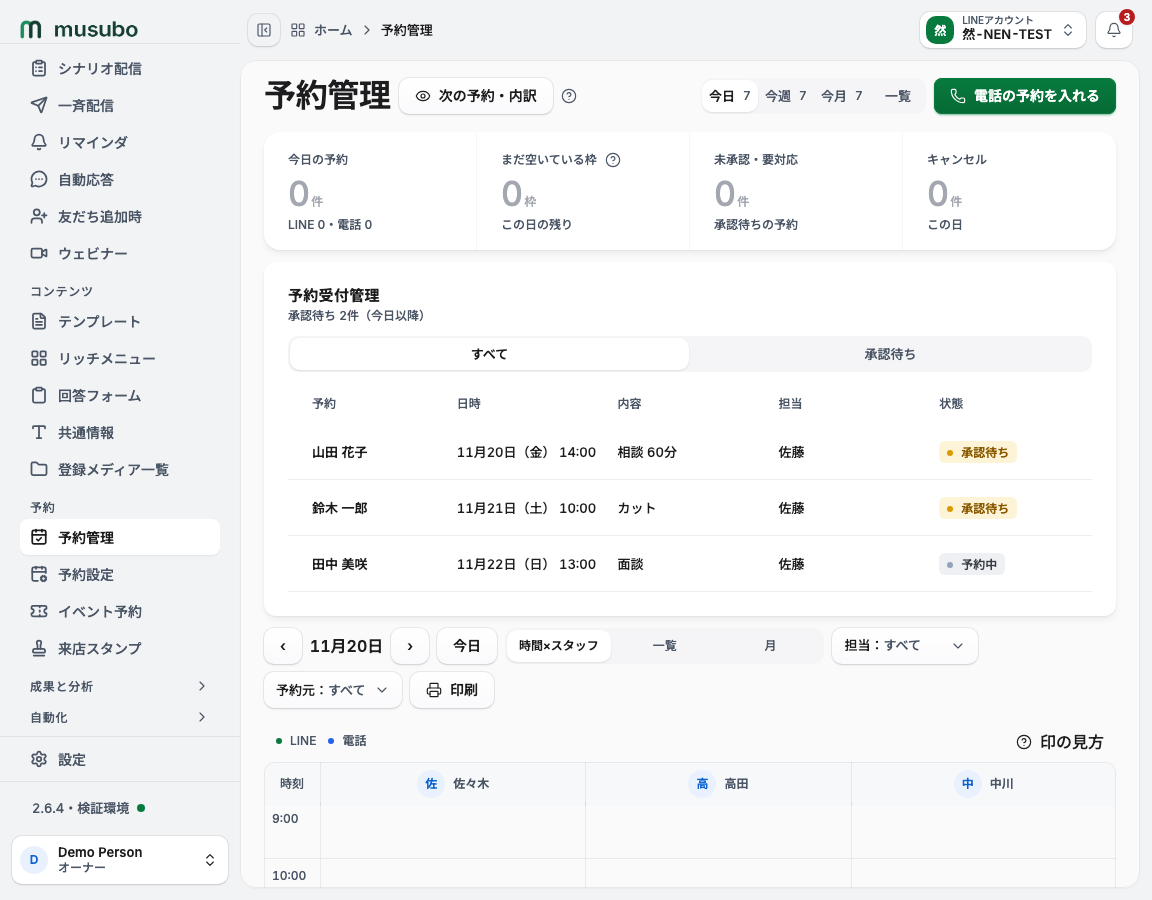 musubo
シナリオ配信
一斉配信
リマインダ
自動応答
友だち追加時
ウェビナー
コンテンツ
テンプレート
リッチメニュー
回答フォーム
共通情報
登録メディア一覧
予約
予約管理
予約設定
イベント予約
来店スタンプ
成果と分析
自動化
設定
2.6.4・検証環境
D
Demo Person
オーナー
ホーム
予約管理
然
LINEアカウント
然-NEN-TEST
3
予約管理
次の予約・内訳
今日 7
今週 7
今月 7
一覧
電話の予約を入れる
今日の予約
0件
LINE 0・電話 0
まだ空いている枠
0枠
この日の残り
未承認・要対応
0件
承認待ちの予約
キャンセル
0件
この日
予約受付管理
承認待ち 2件（今日以降）
すべて
承認待ち
予約 日時 内容 担当 状態
山田 花子 11月20日（金） 14:00 相談 60分 佐藤 承認待ち
鈴木 一郎 11月21日（土） 10:00 カット 佐藤 承認待ち
田中 美咲 11月22日（日） 13:00 面談 佐藤 予約中
‹ 11月20日 › 今日 時間×スタッフ 一覧 月 担当：すべて
予約元：すべて 印刷
LINE 電話
印の見方
時刻 佐 佐々木 高 高田 中 中川
9:00
10:00